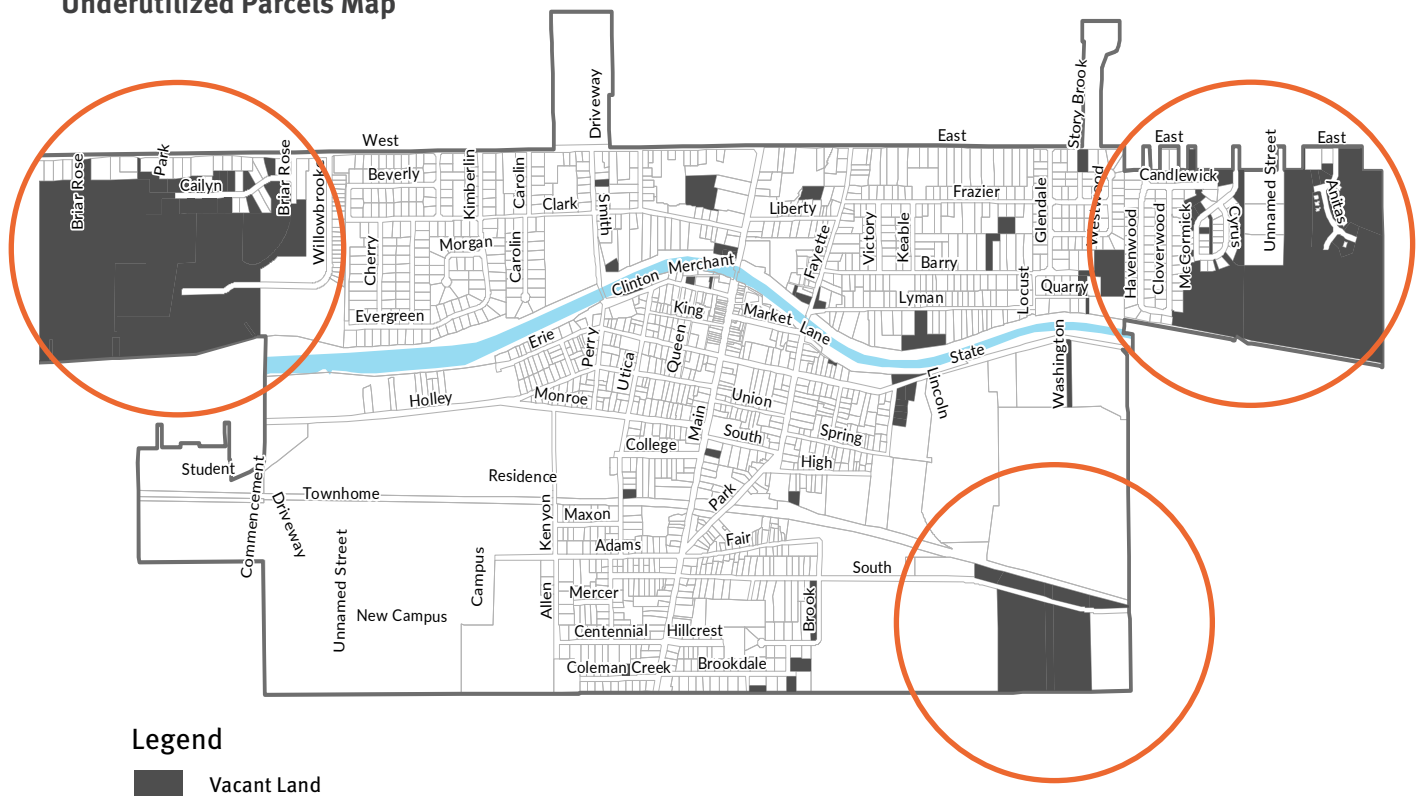 Underutilized Parcels Map
Driveway
Story Brook
West
East
East
Unnamed Street
East
Briar Rose
Park
Cailyn
Briar Rose
Willowbrooke
Beverly
Kimberlin
Carolin
Clark
Smith
Liberty
Frazier
Glendale
Westwood
Candlewick
Cherry
Morgan
Carolin
Fayette
Victory
Keable
Havenwood
Cloverwood
McCormick
Cyrus
Anitas
Clinton
Merchant
Barry
Lyman
Locust
Quarry
Evergreen
Erie
King
Market
Lane
Perry
Utica
Queen
State
Washington
Holley
Monroe
Union
Lincoln
Main
South
Spring
College
High
Student
Residence
Townhome
Commencement
Driveway
Park
Kenyon
Maxon
Adams
Fair
South
Unnamed Street
Campus
Allen
Mercer
Brook
New Campus
Centennial
Hillcrest
Coleman Creek
Brookdale
Legend
Vacant Land